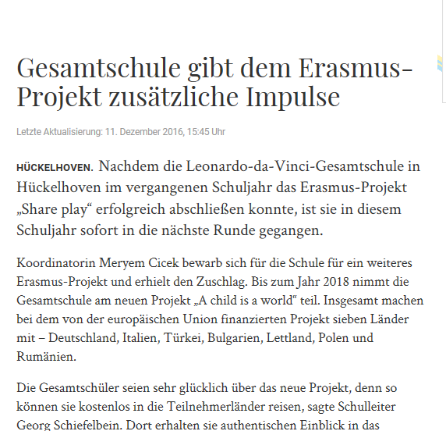 Gesamtschule gibt dem Erasmus-
Projekt zusätzliche Impulse
Letzte Aktualisierung: 11. Dezember 2016, 15:45 Uhr
HÜCKELHOVEN. Nachdem die Leonardo-da-Vinci-Gesamtschule in
Hückelhoven im vergangenen Schuljahr das Erasmus-Projekt
„Share play“ erfolgreich abschließen konnte, ist sie in diesem
Schuljahr sofort in die nächste Runde gegangen.
Koordinatorin Meryem Cicek bewarb sich für die Schule für ein weiteres
Erasmus-Projekt und erhielt den Zuschlag. Bis zum Jahr 2018 nimmt die
Gesamtschule am neuen Projekt „A child is a world“ teil. Insgesamt machen
bei dem von der europäischen Union finanzierten Projekt sieben Länder
mit – Deutschland, Italien, Türkei, Bulgarien, Lettland, Polen und
Rumänien.
Die Gesamtschüler seien sehr glücklich über das neue Projekt, denn so
können sie kostenlos in die Teilnehmerländer reisen, sagte Schulleiter
Georg Schiefelbein. Dort erhalten sie authentischen Einblick in das